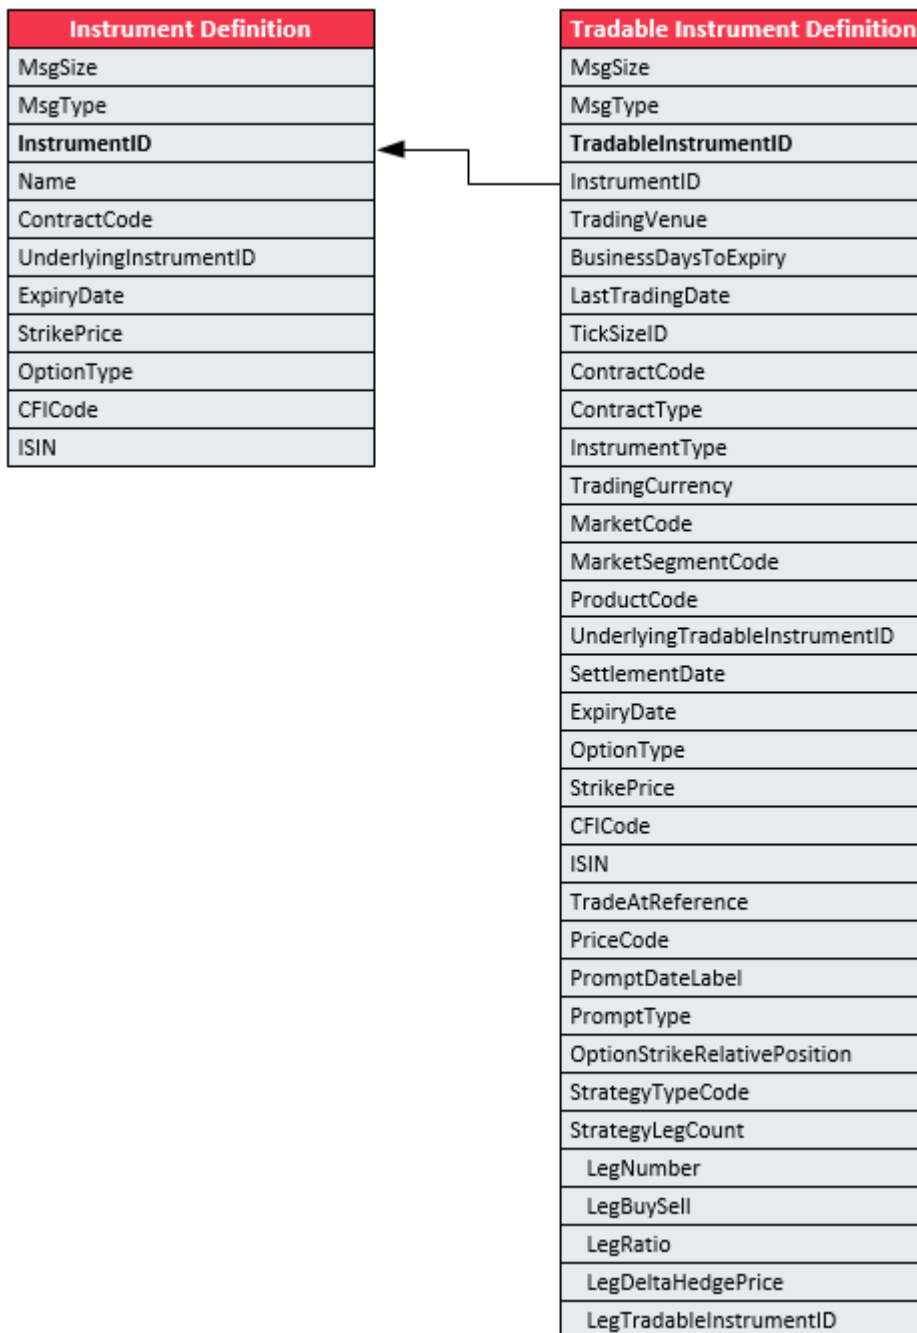 Instrument Definition
MsgSize
MsgType
InstrumentID
Name
ContractCode
UnderlyingInstrumentID
ExpiryDate
StrikePrice
OptionType
CFICode
ISIN
Tradable Instrument Definition
MsgSize
MsgType
TradableInstrumentID
InstrumentID
TradingVenue
BusinessDaysToExpiry
LastTradingDate
TickSizeID
ContractCode
ContractType
InstrumentType
TradingCurrency
MarketCode
MarketSegmentCode
ProductCode
UnderlyingTradableInstrumentID
SettlementDate
ExpiryDate
OptionType
StrikePrice
CFICode
ISIN
TradeAtReference
PriceCode
PromptDateLabel
PromptType
OptionStrikeRelativePosition
StrategyTypeCode
StrategyLegCount
LegNumber
LegBuySell
LegRatio
LegDeltaHedgePrice
LegTradableInstrumentID